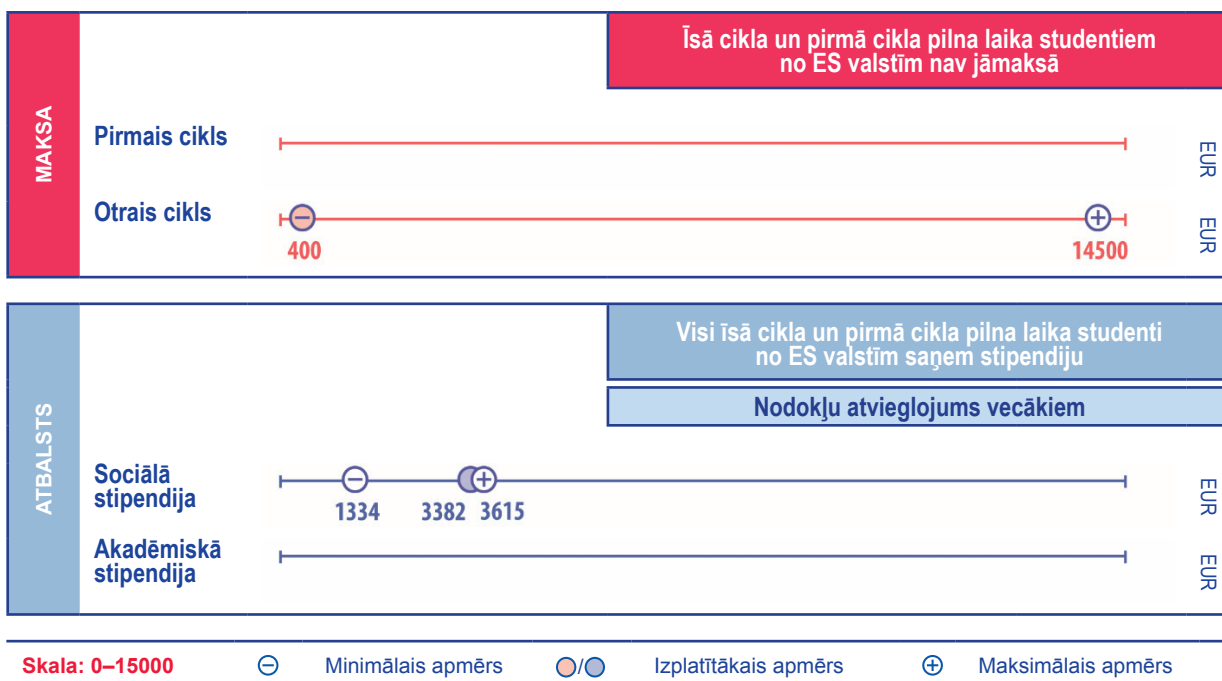 Īsā cikla un pirmā cikla pilna laika studentiem
no ES valstīm nav jāmaksā
MAKSA
Pirmais cikls
EUR
Otrais cikls
EUR
400
14500
Visi īsā cikla un pirmā cikla pilna laika studenti
no ES valstīm saņem stipendiju
Nodokļu atvieglojums vecākiem
ATBALSTS
Sociālā
stipendija
EUR
1334
3382
3615
Akadēmiskā
stipendija
EUR
Skala: 0–15000
Minimālais apmērs
/
Izplatītākais apmērs
Maksimālais apmērs